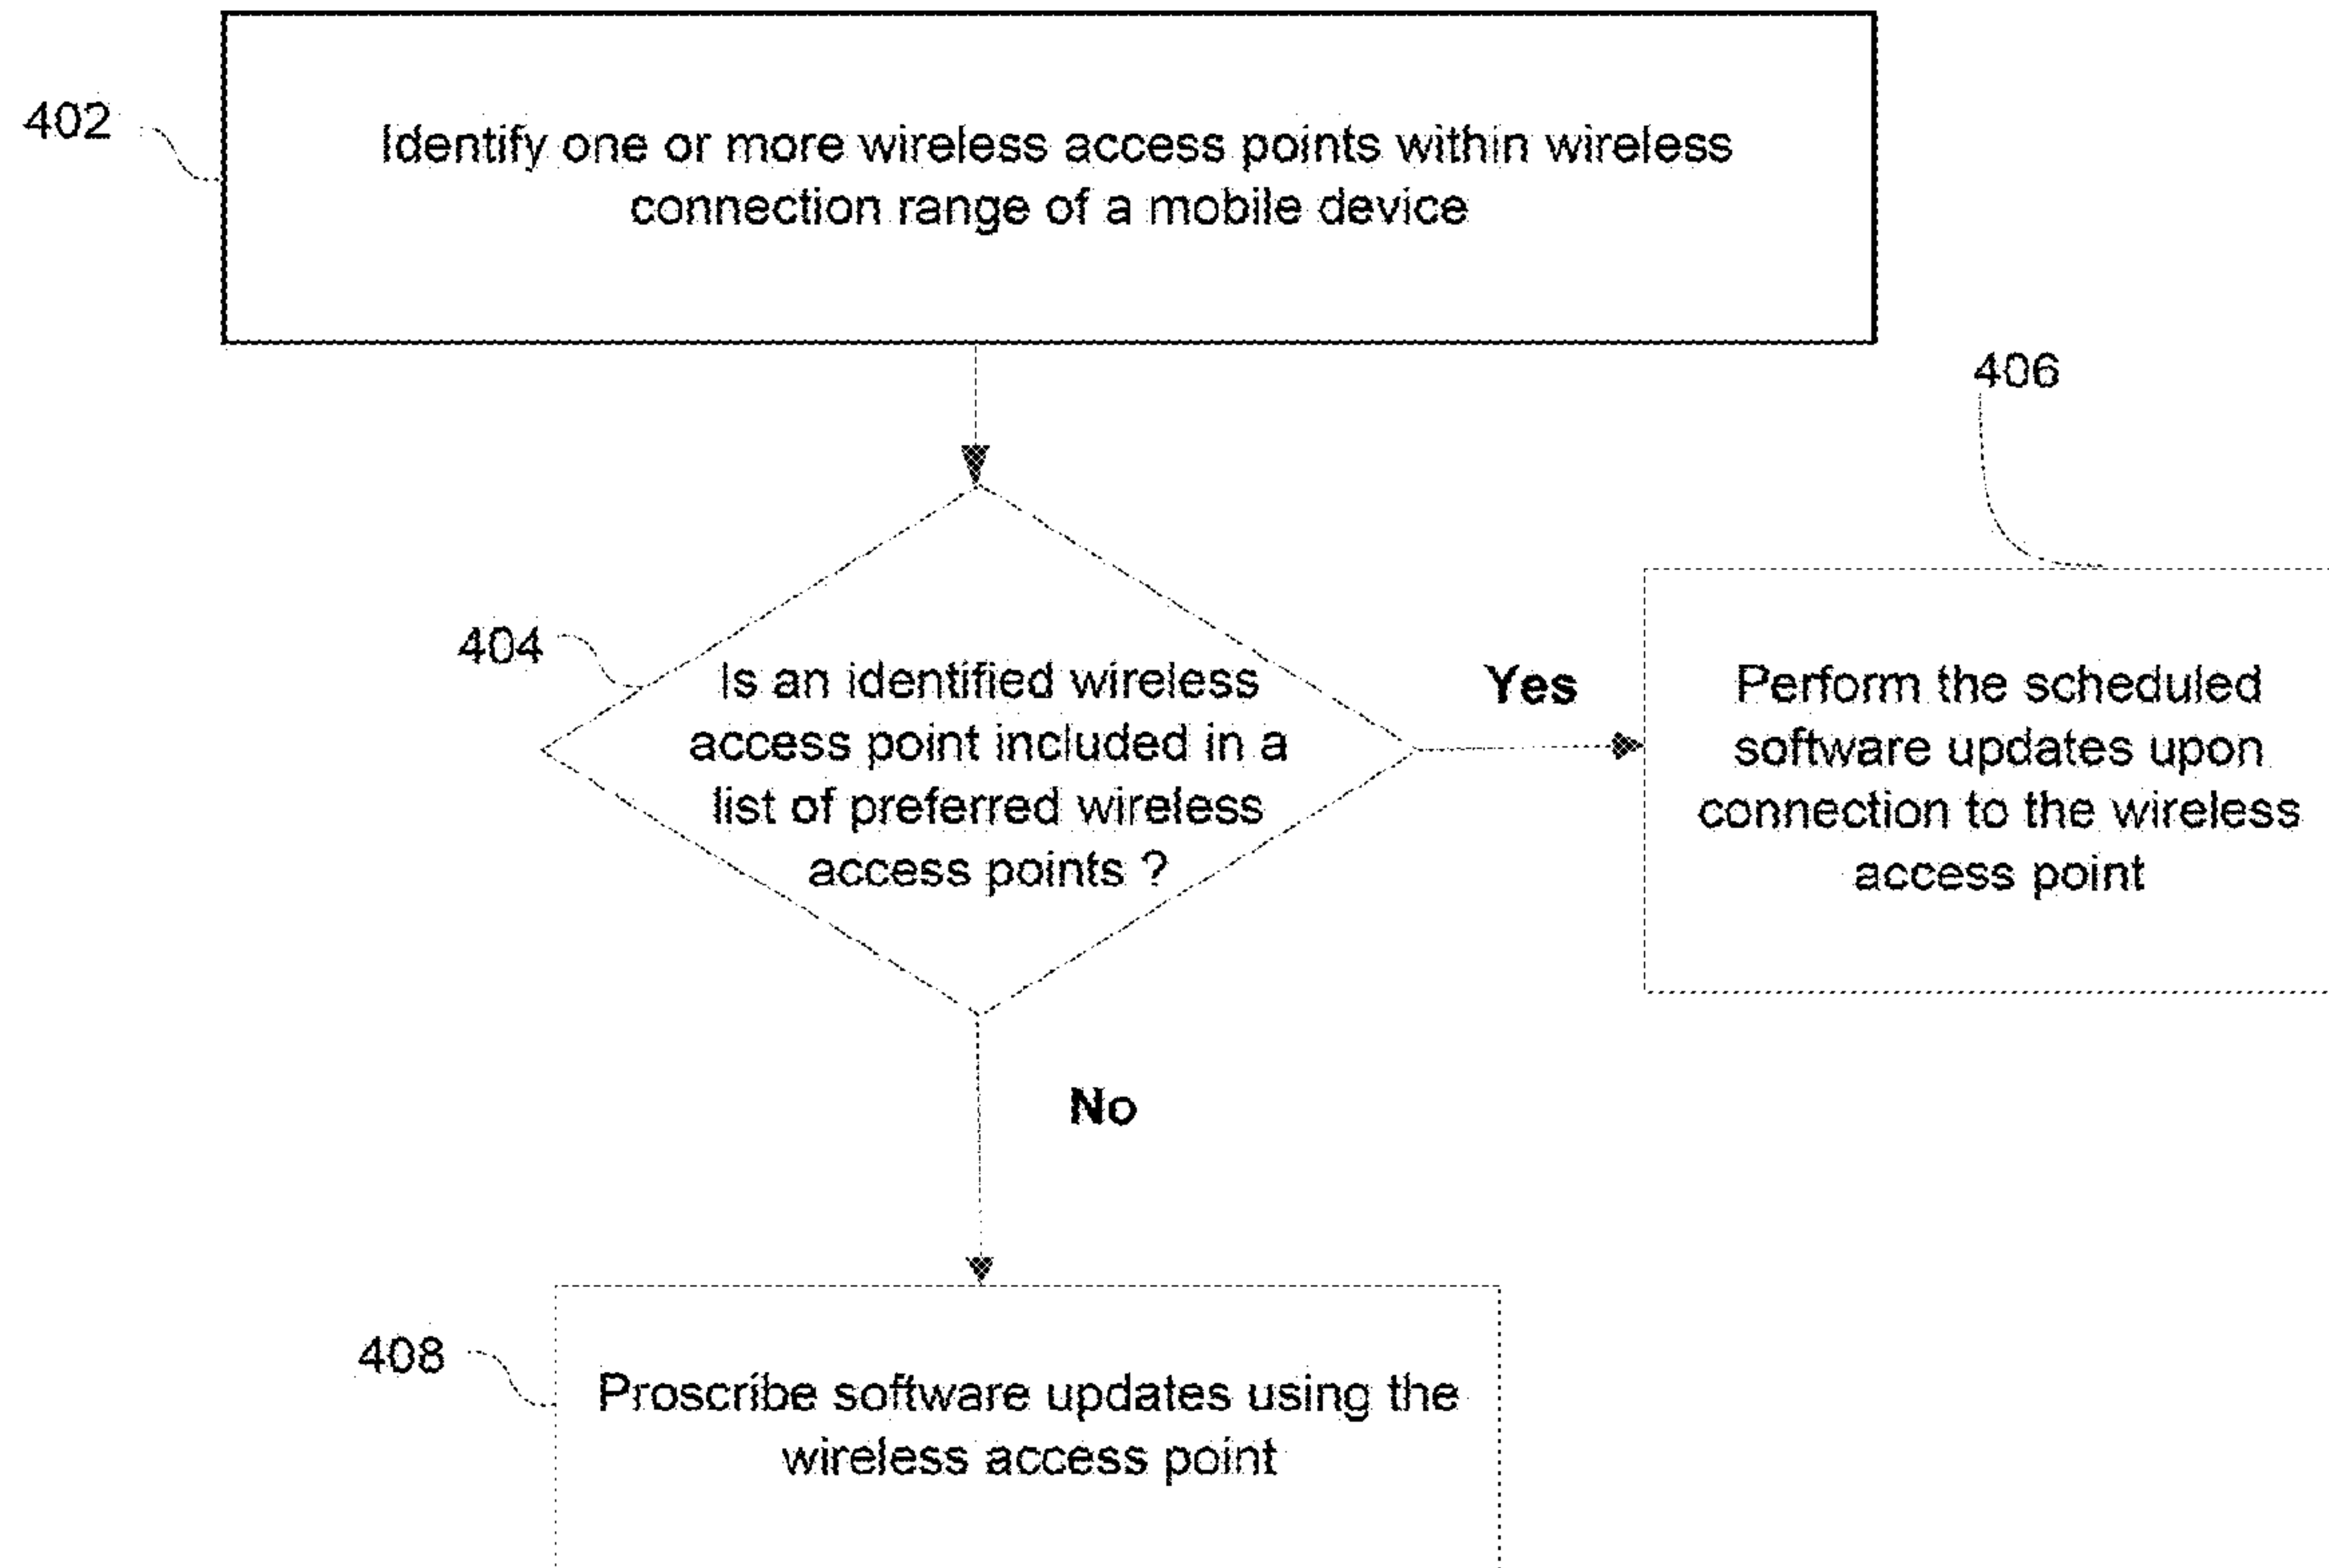 402
Identify one or more wireless access points within wireless
connection range of a mobile device
406
404
Is an identified wireless
access point included in a
list of preferred wireless
access points ?
Yes
Perform the scheduled
software updates upon
connection to the wireless
access point
No
408
Proscribe software updates using the
wireless access point